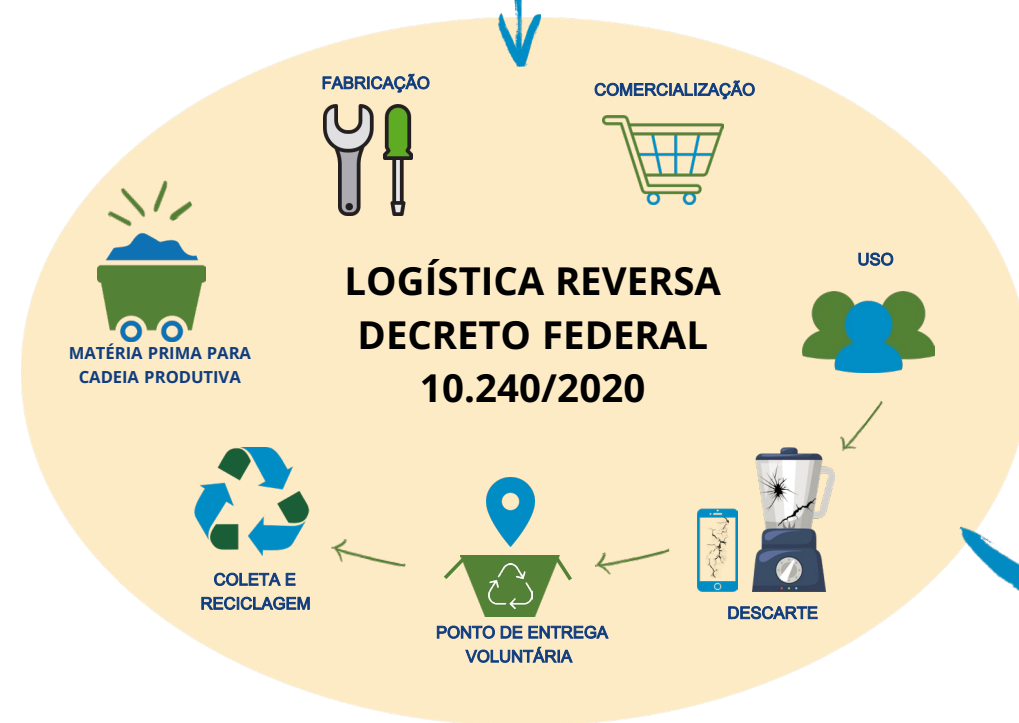 FABRICAÇÃO
COMERCIALIZAÇÃO
USO
LOGÍSTICA REVERSA
DECRETO FEDERAL
10.240/2020
MATÉRIA PRIMA PARA
CADEIA PRODUTIVA
COLETA E
RECICLAGEM
PONTO DE ENTREGA
VOLUNTÁRIA
DESCARTE